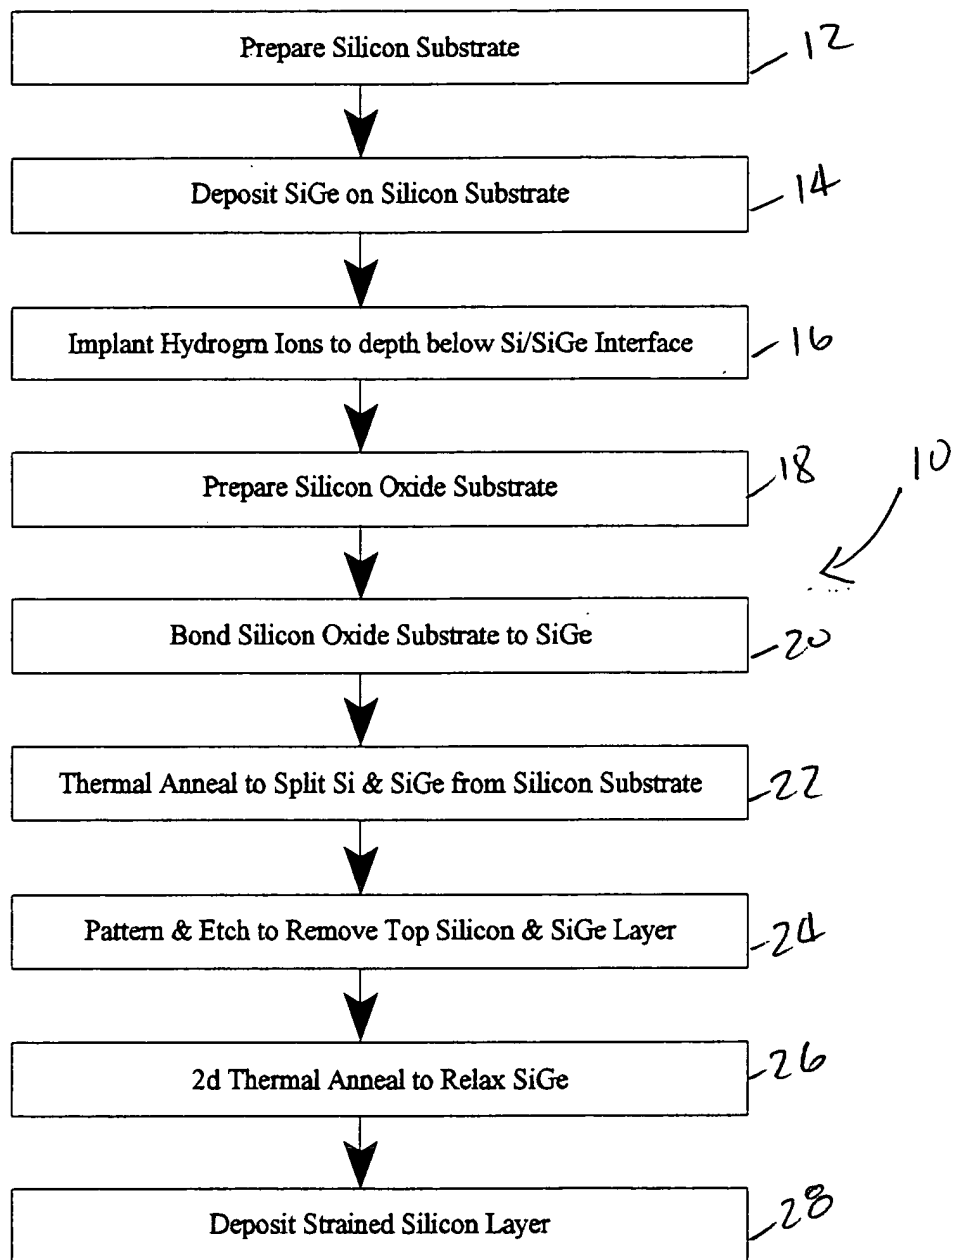 Prepare Silicon Substrate
12
Deposit SiGe on Silicon Substrate
14
Implant Hydrogrn Ions to depth below Si/SiGe Interface
16
Prepare Silicon Oxide Substrate
18
10
Bond Silicon Oxide Substrate to SiGe
20
Thermal Anneal to Split Si & SiGe from Silicon Substrate
22
Pattern & Etch to Remove Top Silicon & SiGe Layer
24
2d Thermal Anneal to Relax SiGe
26
Deposit Strained Silicon Layer
28